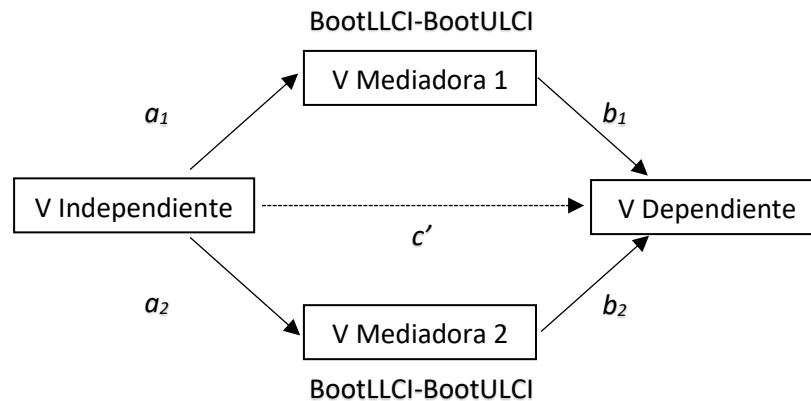 BootLLCI-BootULCI
V Mediadora 1
a1
b1
V Independiente
V Dependiente
c’
a2
b2
V Mediadora 2
BootLLCI-BootULCI